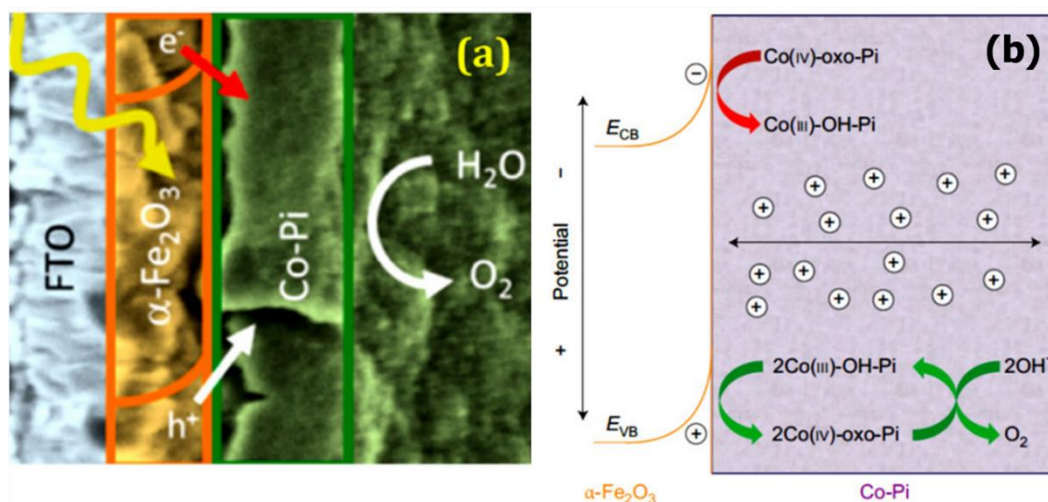 (a)
e-
FTO
α-Fe₂O₃
Co-Pi
H₂O
O₂
h⁺
(b)
Potential
−
+
E_CB
E_VB
−
+
Co(IV)-oxo-Pi
Co(III)-OH-Pi
+ + + + +
+ + + +
+ + + +
+ + + + +
2Co(III)-OH-Pi
2OH⁻
2Co(IV)-oxo-Pi
O₂
α-Fe₂O₃
Co-Pi